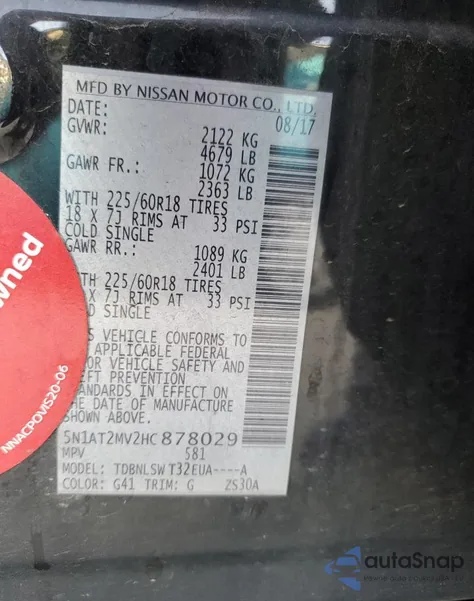 MFD BY NISSAN MOTOR CO., LTD.
DATE: 08/17
GVWR: 2122 KG
4679 LB
GAWR FR.: 1072 KG
2363 LB
WITH 225/60R18 TIRES
18 X 7J RIMS AT 33 PSI
COLD SINGLE
GAWR RR.: 1089 KG
2401 LB
WITH 225/60R18 TIRES
X 7J RIMS AT 33 PSI
SINGLE
VEHICLE CONFORMS TO
APPLICABLE FEDERAL
VEHICLE SAFETY AND
PREVENTION
STANDARDS IN EFFECT ON
THE DATE OF MANUFACTURE
SHOWN ABOVE.
5N1AT2MV2HC878029
MPV 581
MODEL: TDBNLSW T32EUA----A
COLOR: G41 TRIM: G ZS30A
wned
NNACPOVIS20-06
autoSnap